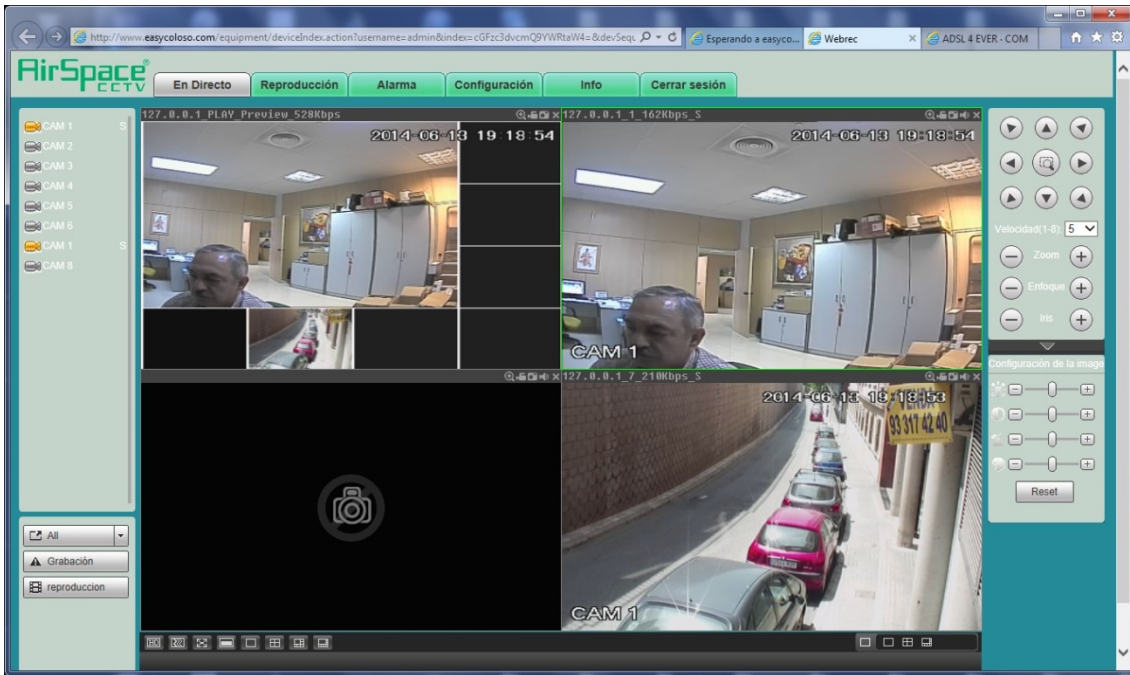 http://www.easycoloso.com/equipment/deviceIndex.action?username=admin&index=cGFzc3dvcmQ9YWRtaW4=&devSequ
Esperando a easyco...
Webrec
ADSL 4 EVER - COM
AirSpace
CCTV
En Directo
Reproducción
Alarma
Configuración
Info
Cerrar sesión
CAM 1 S
CAM 2
CAM 3
CAM 4
CAM 5
CAM 6
CAM 1 S
CAM 8
All
Grabación
reproduccion
127.0.0.1_PLAY_Preview_528Kbps
2014-06-13 19:18:54
127.0.0.1_1_162Kbps_S
2014-06-13 19:18:54
CAM 1
127.0.0.1_7_210Kbps_S
2014-06-13 19:18:53
VENDA
93 317 42 40
CAM 1
Velocidad(1-8): 5
Zoom
Enfoque
Iris
Configuración de la image
Reset